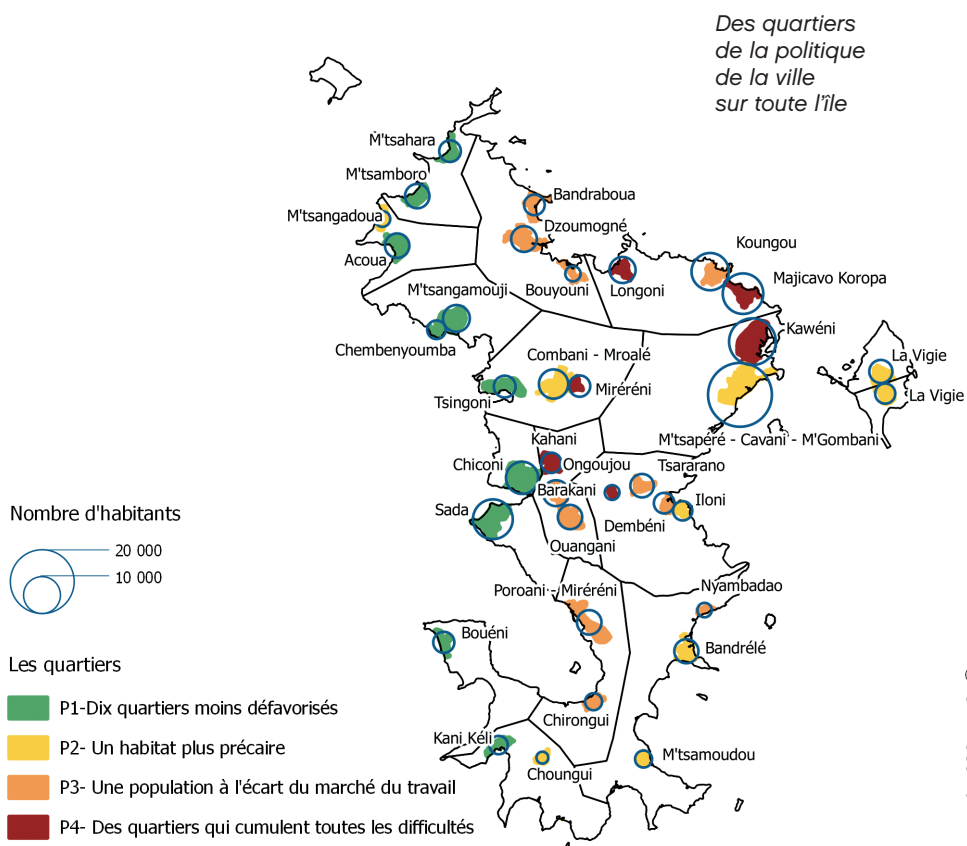 Des quartiers
de la politique
de la ville
sur toute l'île
M'tsahara
M'tsamboro
M'tsangadoua
Acoua
Bandraboua
Dzoumogné
Koungou
Majicavo Koropa
M'tsangamouji
Bouyouni
Longoni
Chembenyoumba
Kawéni
Combani - Mroalé
La Vigie
Tsingoni
Miréréni
La Vigie
M'tsapéré - Cavani - M'Gombani
Kahani
Chiconi
Ongoujou
Tsararano
Barakani
Sada
Iloni
Dembéni
Ouangani
Nombre d'habitants
20 000
10 000
Poroani - Miréréni
Nyambadao
Bouéni
Bandrélé
Les quartiers
P1-Dix quartiers moins défavorisés
Chirongui
P2- Un habitat plus précaire
Kani Kéli
M'tsamoudou
Choungui
P3- Une population à l'écart du marché du travail
P4- Des quartiers qui cumulent toutes les difficultés